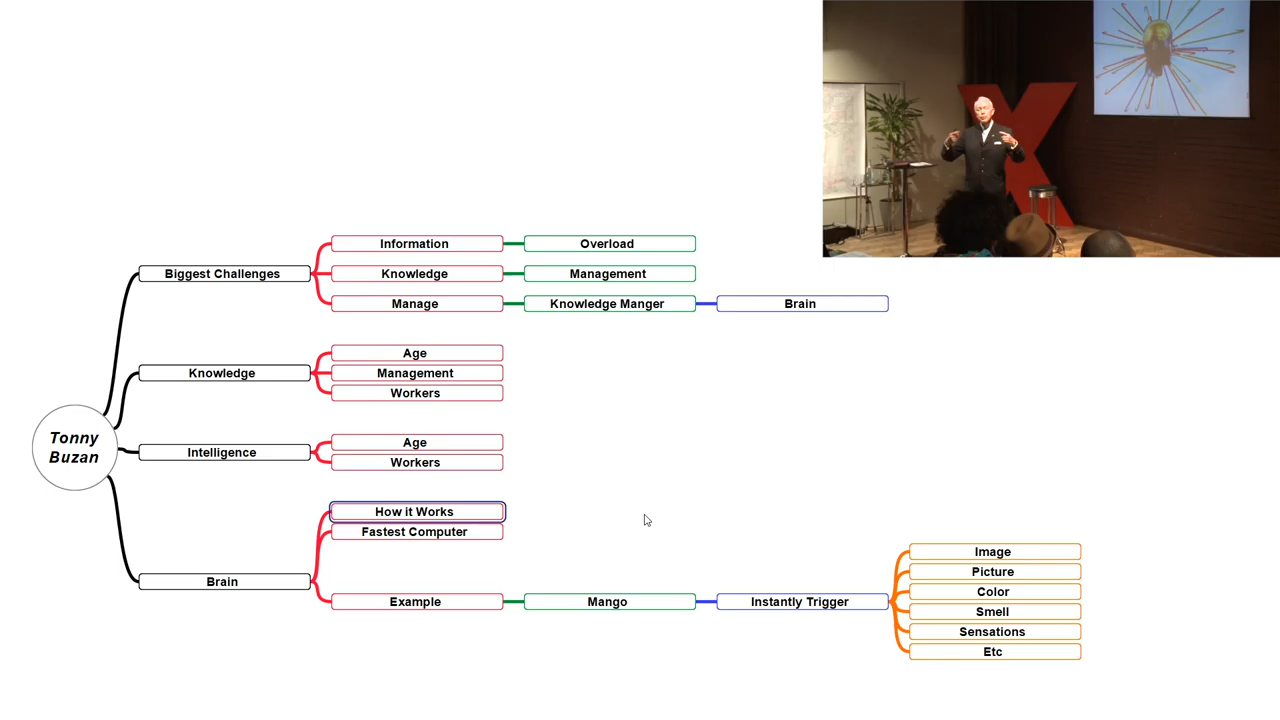 Tonny
Buzan
Biggest Challenges
Information
Overload
Knowledge
Management
Manage
Knowledge Manger
Brain
Knowledge
Age
Management
Workers
Intelligence
Age
Workers
Brain
How it Works
Fastest Computer
Example
Mango
Instantly Trigger
Image
Picture
Color
Smell
Sensations
Etc
X